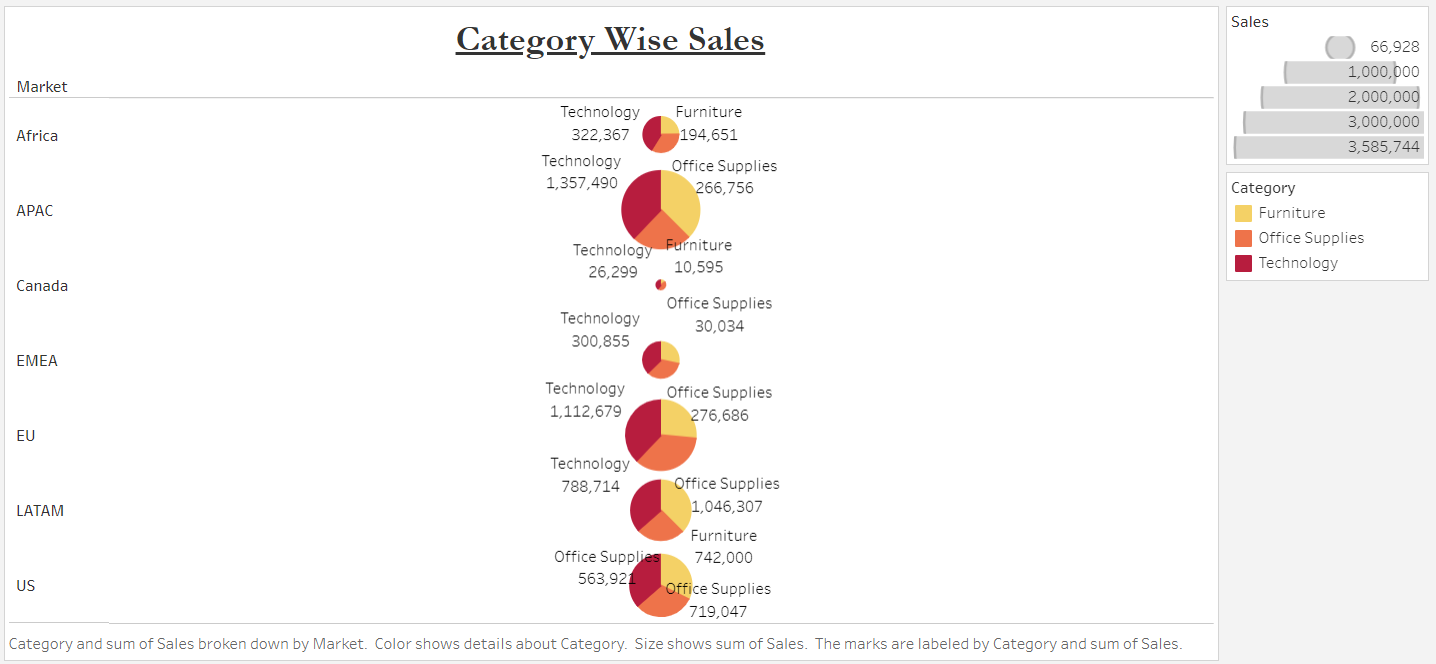 Category Wise Sales
Market
Africa
Technology
322,367
Furniture
194,651
APAC
Technology
1,357,490
Office Supplies
266,756
Canada
Technology
26,299
Furniture
10,595
Office Supplies
30,034
EMEA
Technology
300,855
EU
Technology
1,112,679
Office Supplies
276,686
LATAM
Technology
788,714
Office Supplies
1,046,307
Furniture
742,000
US
Office Supplies
563,921
Office Supplies
719,047
Category and sum of Sales broken down by Market.  Color shows details about Category.  Size shows sum of Sales.  The marks are labeled by Category and sum of Sales.
Sales
66,928
1,000,000
2,000,000
3,000,000
3,585,744
Category
Furniture
Office Supplies
Technology